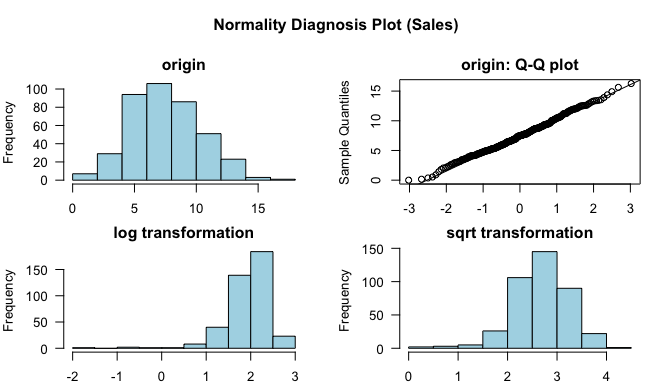 Normality Diagnosis Plot (Sales)
origin
Frequency
0 20 40 60 80 100
0 5 10 15
origin: Q-Q plot
Sample Quantiles
0 5 10 15
-3 -2 -1 0 1 2 3
log transformation
Frequency
0 50 100 150
-2 -1 0 1 2 3
sqrt transformation
Frequency
0 50 100 150
0 1 2 3 4